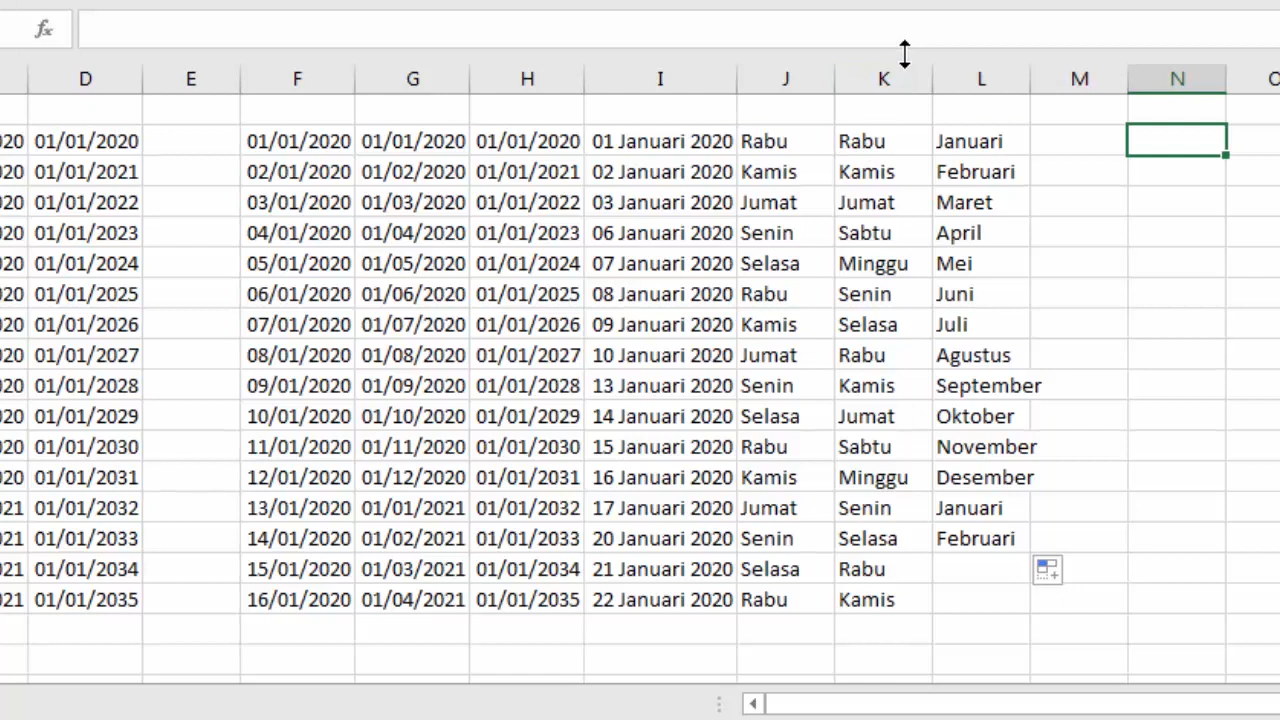 fx
D E F G H I J K L M N O
020 01/01/2020 01/01/2020 01/01/2020 01/01/2020 01 Januari 2020 Rabu Rabu Januari
020 01/01/2021 02/01/2020 01/02/2020 01/01/2021 02 Januari 2020 Kamis Kamis Februari
020 01/01/2022 03/01/2020 01/03/2020 01/01/2022 03 Januari 2020 Jumat Jumat Maret
020 01/01/2023 04/01/2020 01/04/2020 01/01/2023 06 Januari 2020 Senin Sabtu April
020 01/01/2024 05/01/2020 01/05/2020 01/01/2024 07 Januari 2020 Selasa Minggu Mei
020 01/01/2025 06/01/2020 01/06/2020 01/01/2025 08 Januari 2020 Rabu Senin Juni
020 01/01/2026 07/01/2020 01/07/2020 01/01/2026 09 Januari 2020 Kamis Selasa Juli
020 01/01/2027 08/01/2020 01/08/2020 01/01/2027 10 Januari 2020 Jumat Rabu Agustus
020 01/01/2028 09/01/2020 01/09/2020 01/01/2028 13 Januari 2020 Senin Kamis September
020 01/01/2029 10/01/2020 01/10/2020 01/01/2029 14 Januari 2020 Selasa Jumat Oktober
020 01/01/2030 11/01/2020 01/11/2020 01/01/2030 15 Januari 2020 Rabu Sabtu November
020 01/01/2031 12/01/2020 01/12/2020 01/01/2031 16 Januari 2020 Kamis Minggu Desember
021 01/01/2032 13/01/2020 01/01/2021 01/01/2032 17 Januari 2020 Jumat Senin Januari
021 01/01/2033 14/01/2020 01/02/2021 01/01/2033 20 Januari 2020 Senin Selasa Februari
021 01/01/2034 15/01/2020 01/03/2021 01/01/2034 21 Januari 2020 Selasa Rabu
021 01/01/2035 16/01/2020 01/04/2021 01/01/2035 22 Januari 2020 Rabu Kamis